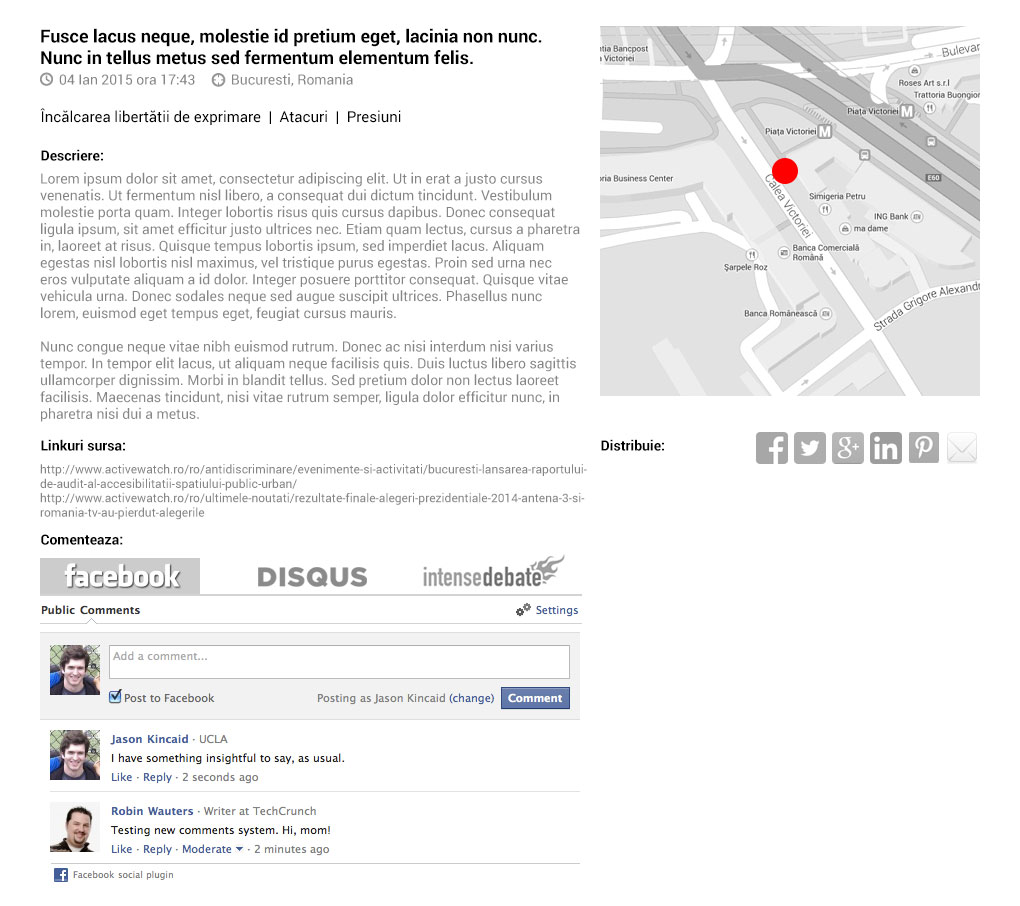 Fusce lacus neque, molestie id pretium eget, lacinia non nunc.
Nunc in tellus metus sed fermentum elementum felis.
04 Ian 2015 ora 17:43 Bucuresti, Romania
Încălcarea libertătii de exprimare | Atacuri | Presiuni
Descriere:
Lorem ipsum dolor sit amet, consectetur adipiscing elit. Ut in erat a justo cursus
venenatis. Ut fermentum nisl libero, a consequat dui dictum tincidunt. Vestibulum
molestie porta quam. Integer lobortis risus quis cursus dapibus. Donec consequat
ligula ipsum, sit amet efficitur justo ultrices nec. Etiam quam lectus, cursus a pharetra
in, laoreet at risus. Quisque tempus lobortis ipsum, sed imperdiet lacus. Aliquam
egestas nisl lobortis nisl maximus, vel tristique purus egestas. Proin sed urna nec
eros vulputate aliquam a id dolor. Integer posuere porttitor consequat. Quisque vitae
vehicula urna. Donec sodales neque sed augue suscipit ultrices. Phasellus nunc
lorem, euismod eget tempus eget, feugiat cursus mauris.
Nunc congue neque vitae nibh euismod rutrum. Donec ac nisi interdum nisi varius
tempor. In tempor elit lacus, ut aliquam neque facilisis quis. Duis luctus libero sagittis
ullamcorper dignissim. Morbi in blandit tellus. Sed pretium dolor non lectus laoreet
facilisis. Maecenas tincidunt, nisi vitae rutrum semper, ligula dolor efficitur nunc, in
pharetra nisi dui a metus.
Linkuri sursa:
http://www.activewatch.ro/ro/antidiscriminare/evenimente-si-activitati/bucuresti-lansarea-raportului-
de-audit-al-accesibilitatii-spatiului-public-urban/
http://www.activewatch.ro/ro/ultimele-noutati/rezultate-finale-alegeri-prezidentiale-2014-antena-3-si-
romania-tv-au-pierdut-alegerile
Comenteaza:
facebook DISQUS intensedebate
Public Comments Settings
Add a comment...
Post to Facebook Posting as Jason Kincaid (change) Comment
Jason Kincaid · UCLA
I have something insightful to say, as usual.
Like · Reply · 2 seconds ago
Robin Wauters · Writer at TechCrunch
Testing new comments system. Hi, mom!
Like · Reply · Moderate · 2 minutes ago
Facebook social plugin
ntia Bancpost
a Victoriei
Bulevar
Roses Art s.r.l
Trattoria Buongior
Piața Victoriei M
Piața Victoriei M
E60
oria Business Center
Calea Victoriei
Simigeria Petru
ING Bank
ma dame
Banca Comercială
Română
Șarpele Roz
Banca Românească
Strada Grigore Alexandr
Distribuie:
f g+ in P